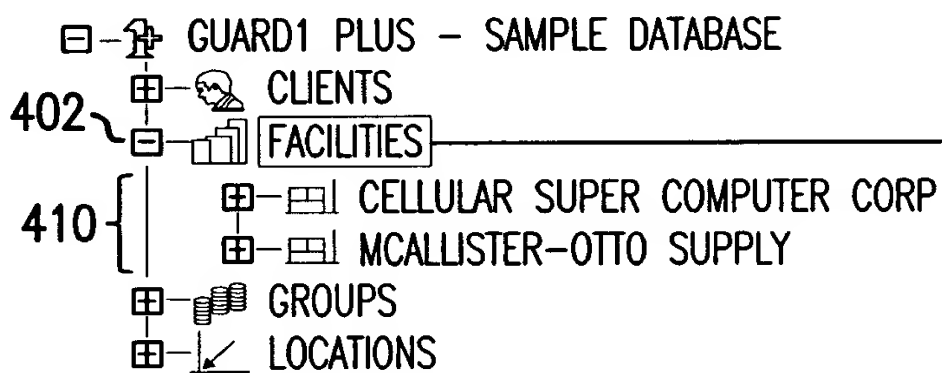 GUARD1 PLUS – SAMPLE DATABASE
CLIENTS
402
FACILITIES
410
CELLULAR SUPER COMPUTER CORP
MCALLISTER–OTTO SUPPLY
GROUPS
LOCATIONS